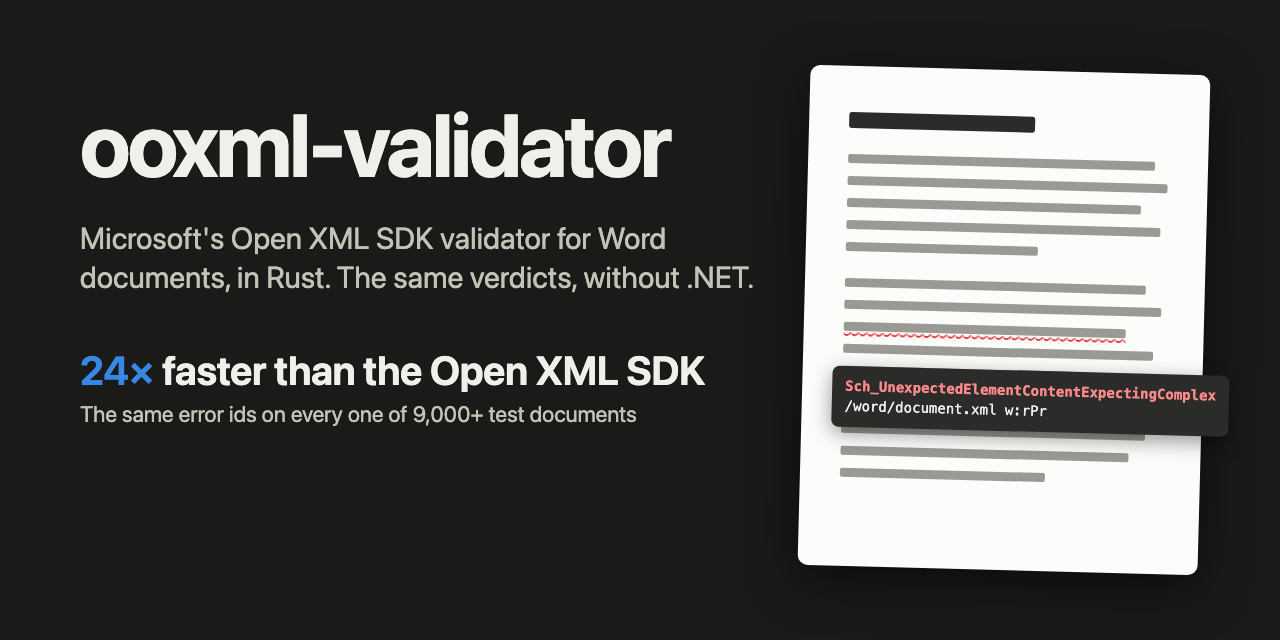 ooxml-validator
Microsoft's Open XML SDK validator for Word
documents, in Rust. The same verdicts, without .NET.
24× faster than the Open XML SDK
The same error ids on every one of 9,000+ test documents
Sch_UnexpectedElementContentExpectingComplex
/word/document.xml w:rPr